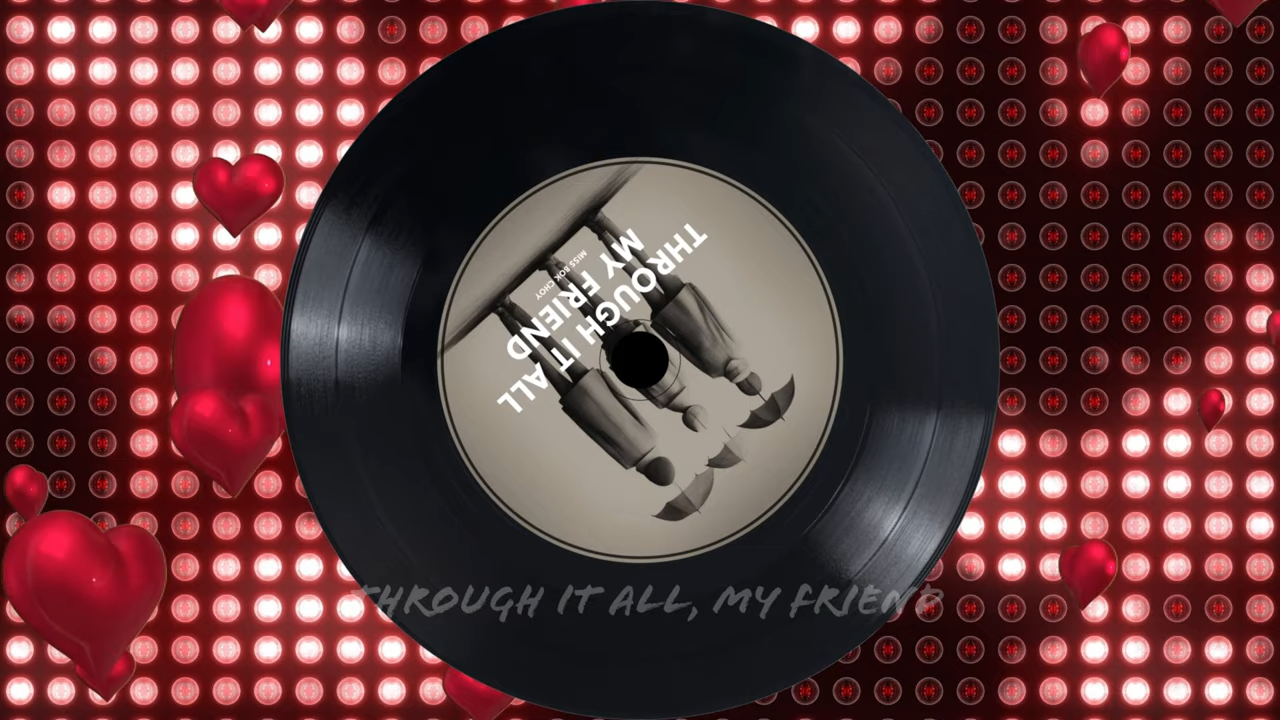 THROUGH IT ALL
MY FRIEND
MISS BOK CHOY
THROUGH IT ALL, MY FRIEND